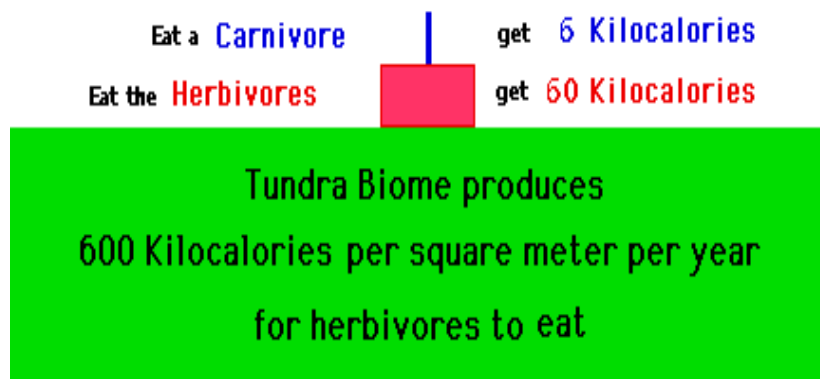 Eat a Carnivore get 6 Kilocalories
Eat the Herbivores get 60 Kilocalories
Tundra Biome produces
600 Kilocalories per square meter per year
for herbivores to eat